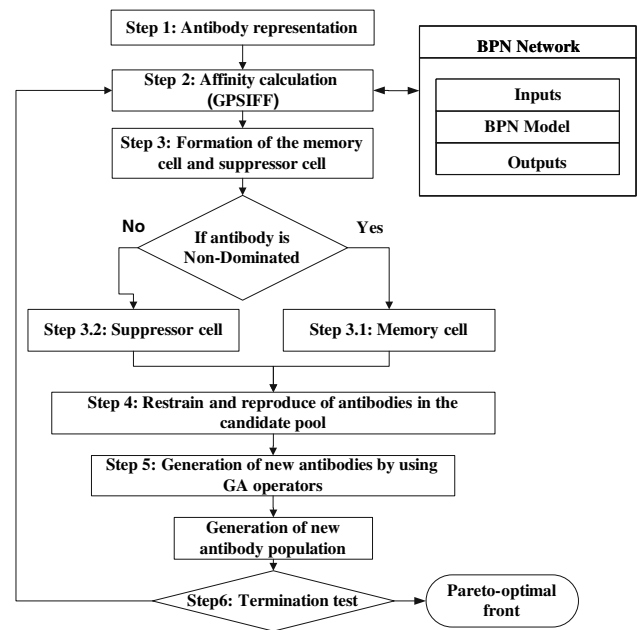 Step 1: Antibody representation
BPN Network
Step 2: Affinity calculation
(GPSIFF)
Inputs
BPN Model
Outputs
Step 3: Formation of the memory
cell and suppressor cell
No
Yes
If antibody is
Non-Dominated
Step 3.2: Suppressor cell
Step 3.1: Memory cell
Step 4: Restrain and reproduce of antibodies in the
candidate pool
Step 5: Generation of new antibodies by using
GA operators
Generation of new
antibody population
Step6: Termination test
Pareto-optimal
front